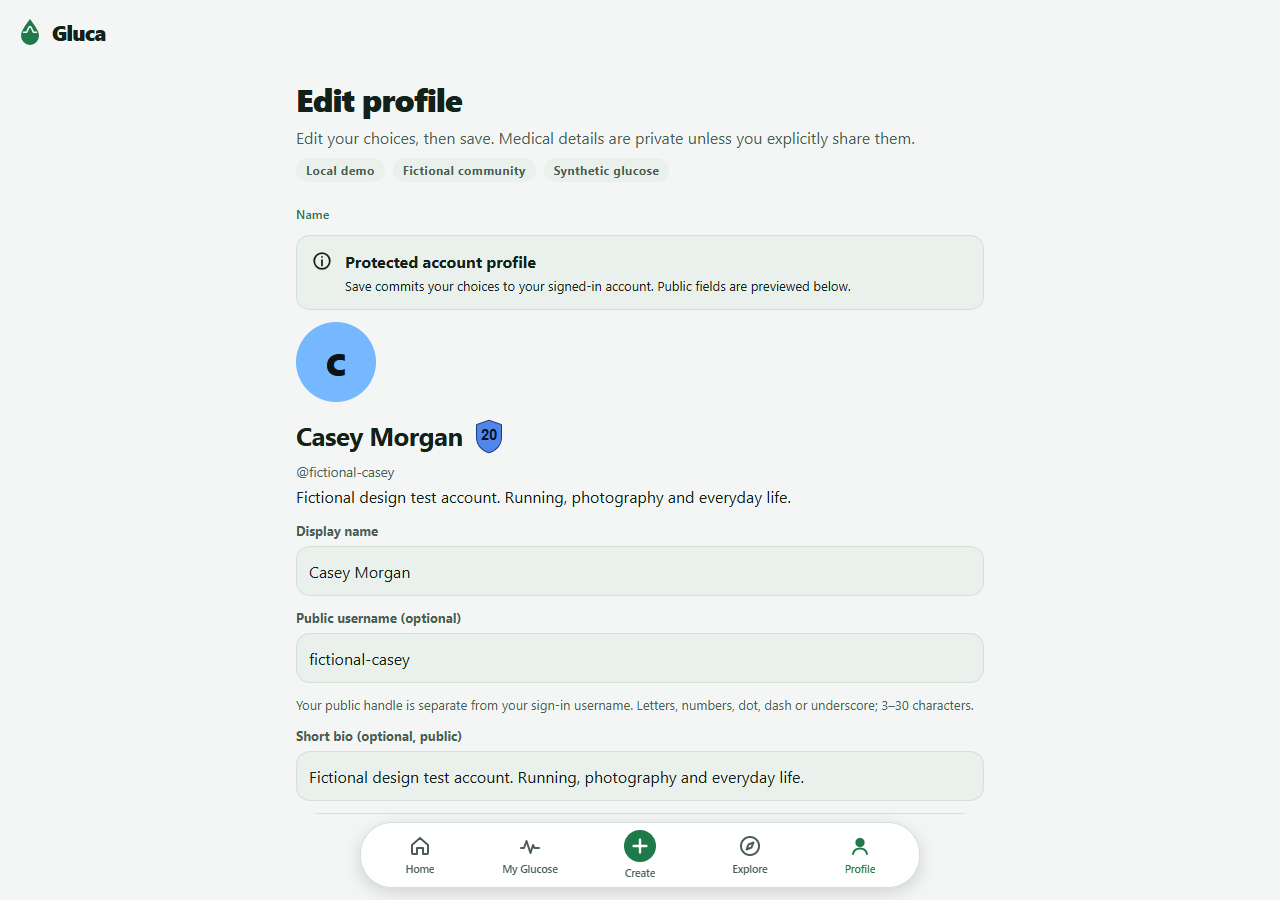 Gluca
Edit profile
Edit your choices, then save. Medical details are private unless you explicitly share them.
Local demo
Fictional community
Synthetic glucose
Name
Protected account profile
Save commits your choices to your signed-in account. Public fields are previewed below.
C
Casey Morgan
20
@fictional-casey
Fictional design test account. Running, photography and everyday life.
Display name
Casey Morgan
Public username (optional)
fictional-casey
Your public handle is separate from your sign-in username. Letters, numbers, dot, dash or underscore; 3–30 characters.
Short bio (optional, public)
Fictional design test account. Running, photography and everyday life.
Home
My Glucose
Create
Explore
Profile